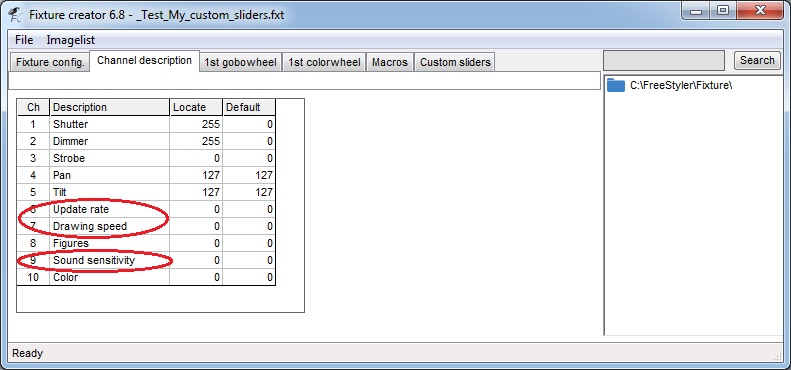 Fixture creator 6.8 - _Test_My_custom_sliders.fxt
File Imagelist
Fixture config. Channel description 1st gobowheel 1st colorwheel Macros Custom sliders Search
C:\FreeStyler\Fixture\
Ch Description Locate Default
1 Shutter 255 0
2 Dimmer 255 0
3 Strobe 0 0
4 Pan 127 127
5 Tilt 127 127
6 Update rate 0 0
7 Drawing speed 0 0
8 Figures 0 0
9 Sound sensitivity 0 0
10 Color 0 0
Ready